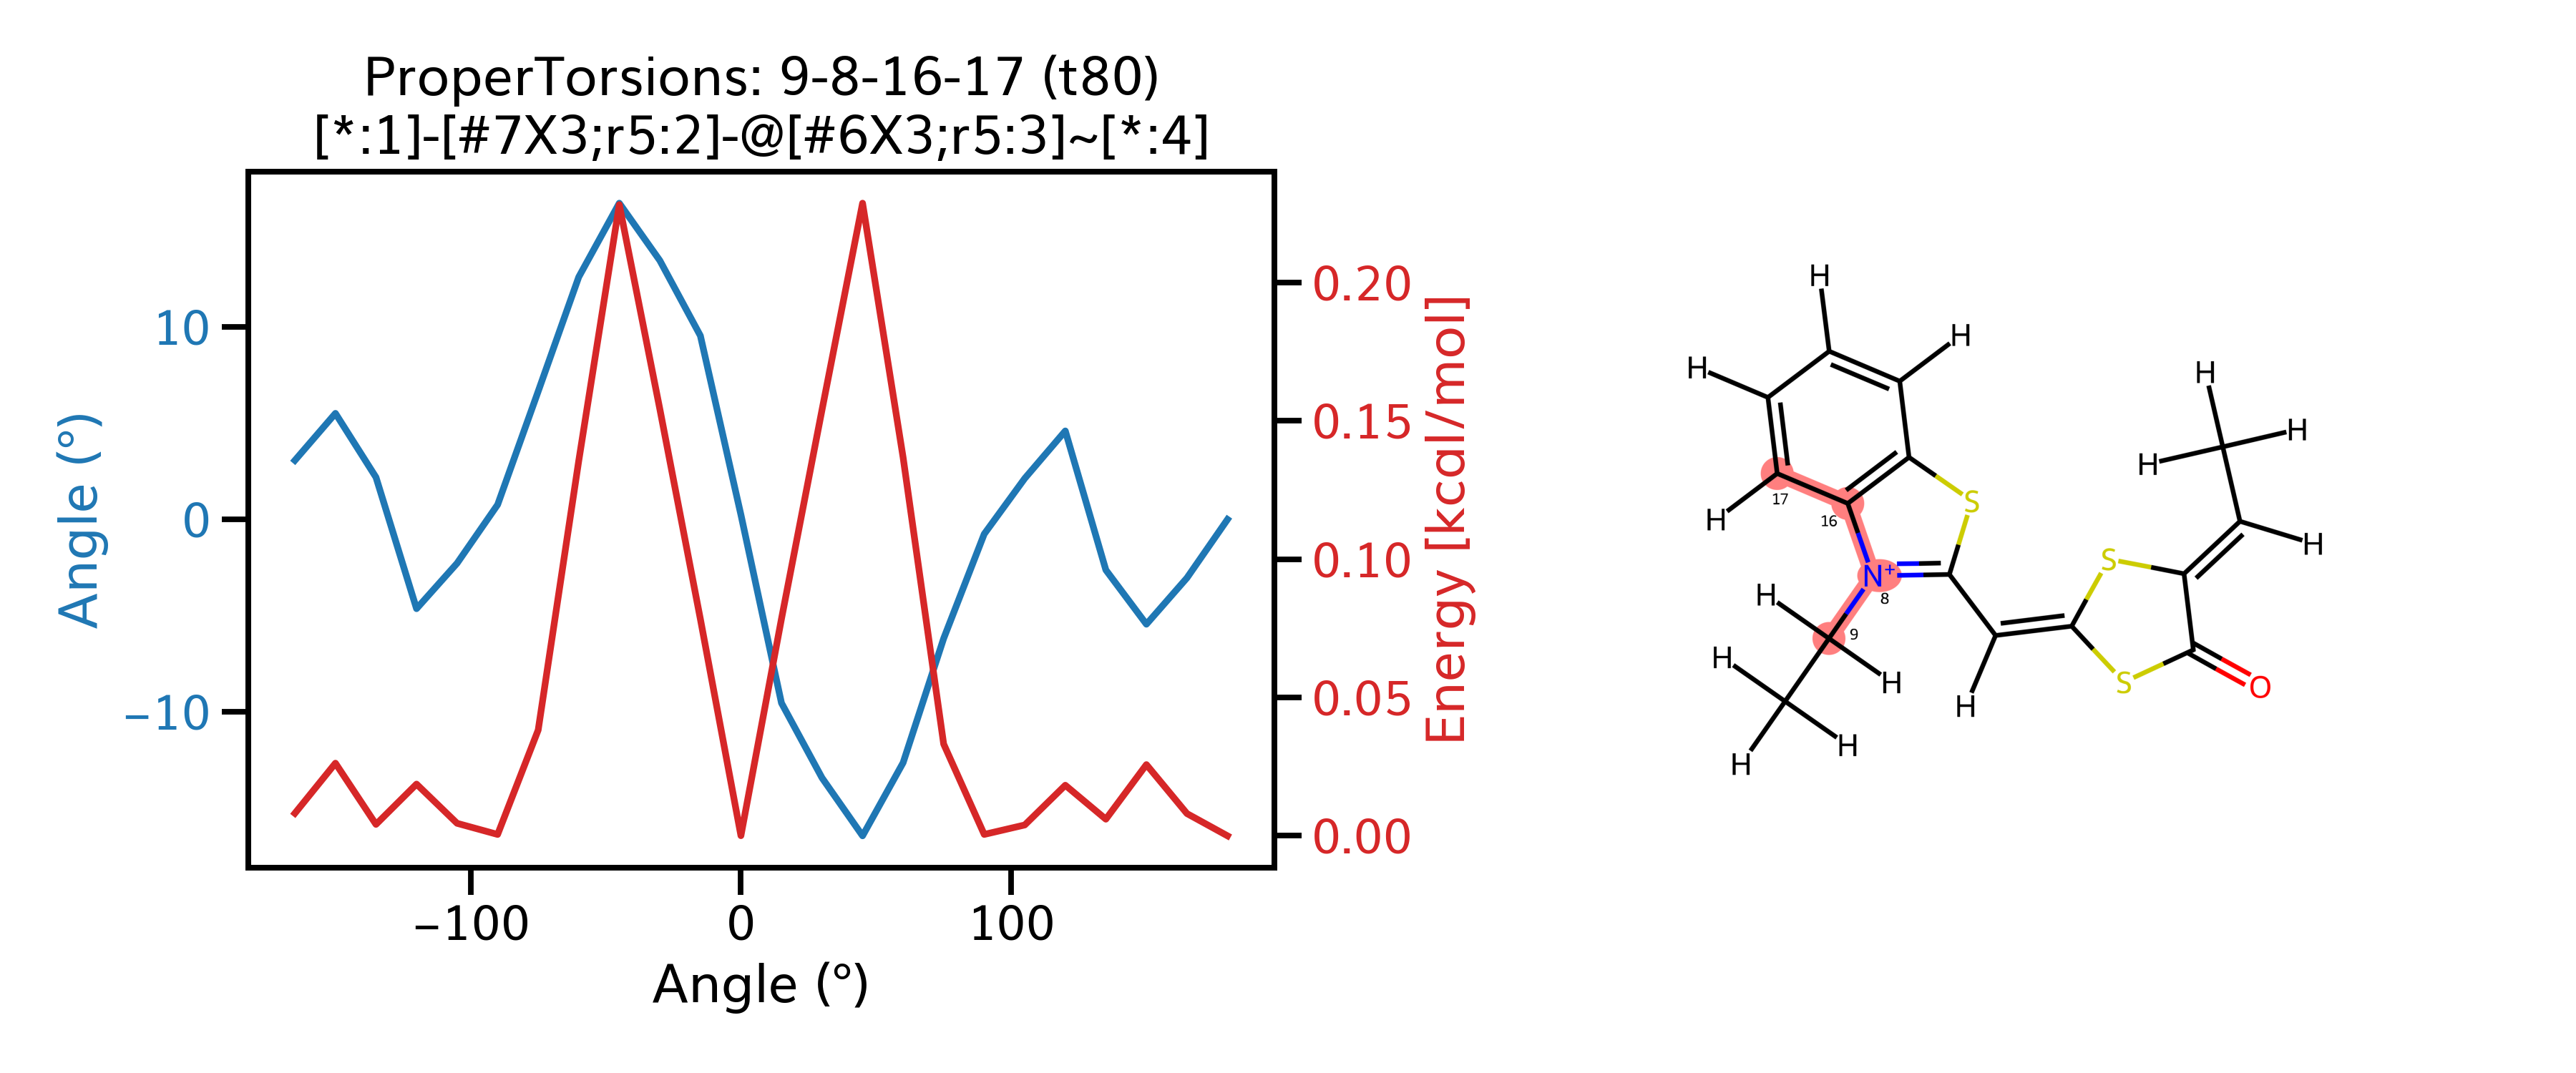 ProperTorsions: 9-8-16-17 (t80)
[*:1]-[#7X3;r5:2]-@[#6X3;r5:3]~[*:4]
Angle (°)
10
0
−10
−100
0
100
Angle (°)
0.20
0.15
0.10
0.05
0.00
Energy [kcal/mol]
H
H
H
H
H
H
H
H
H
H
H
H
H
H
S
S
S
O
N+
17
16
8
9